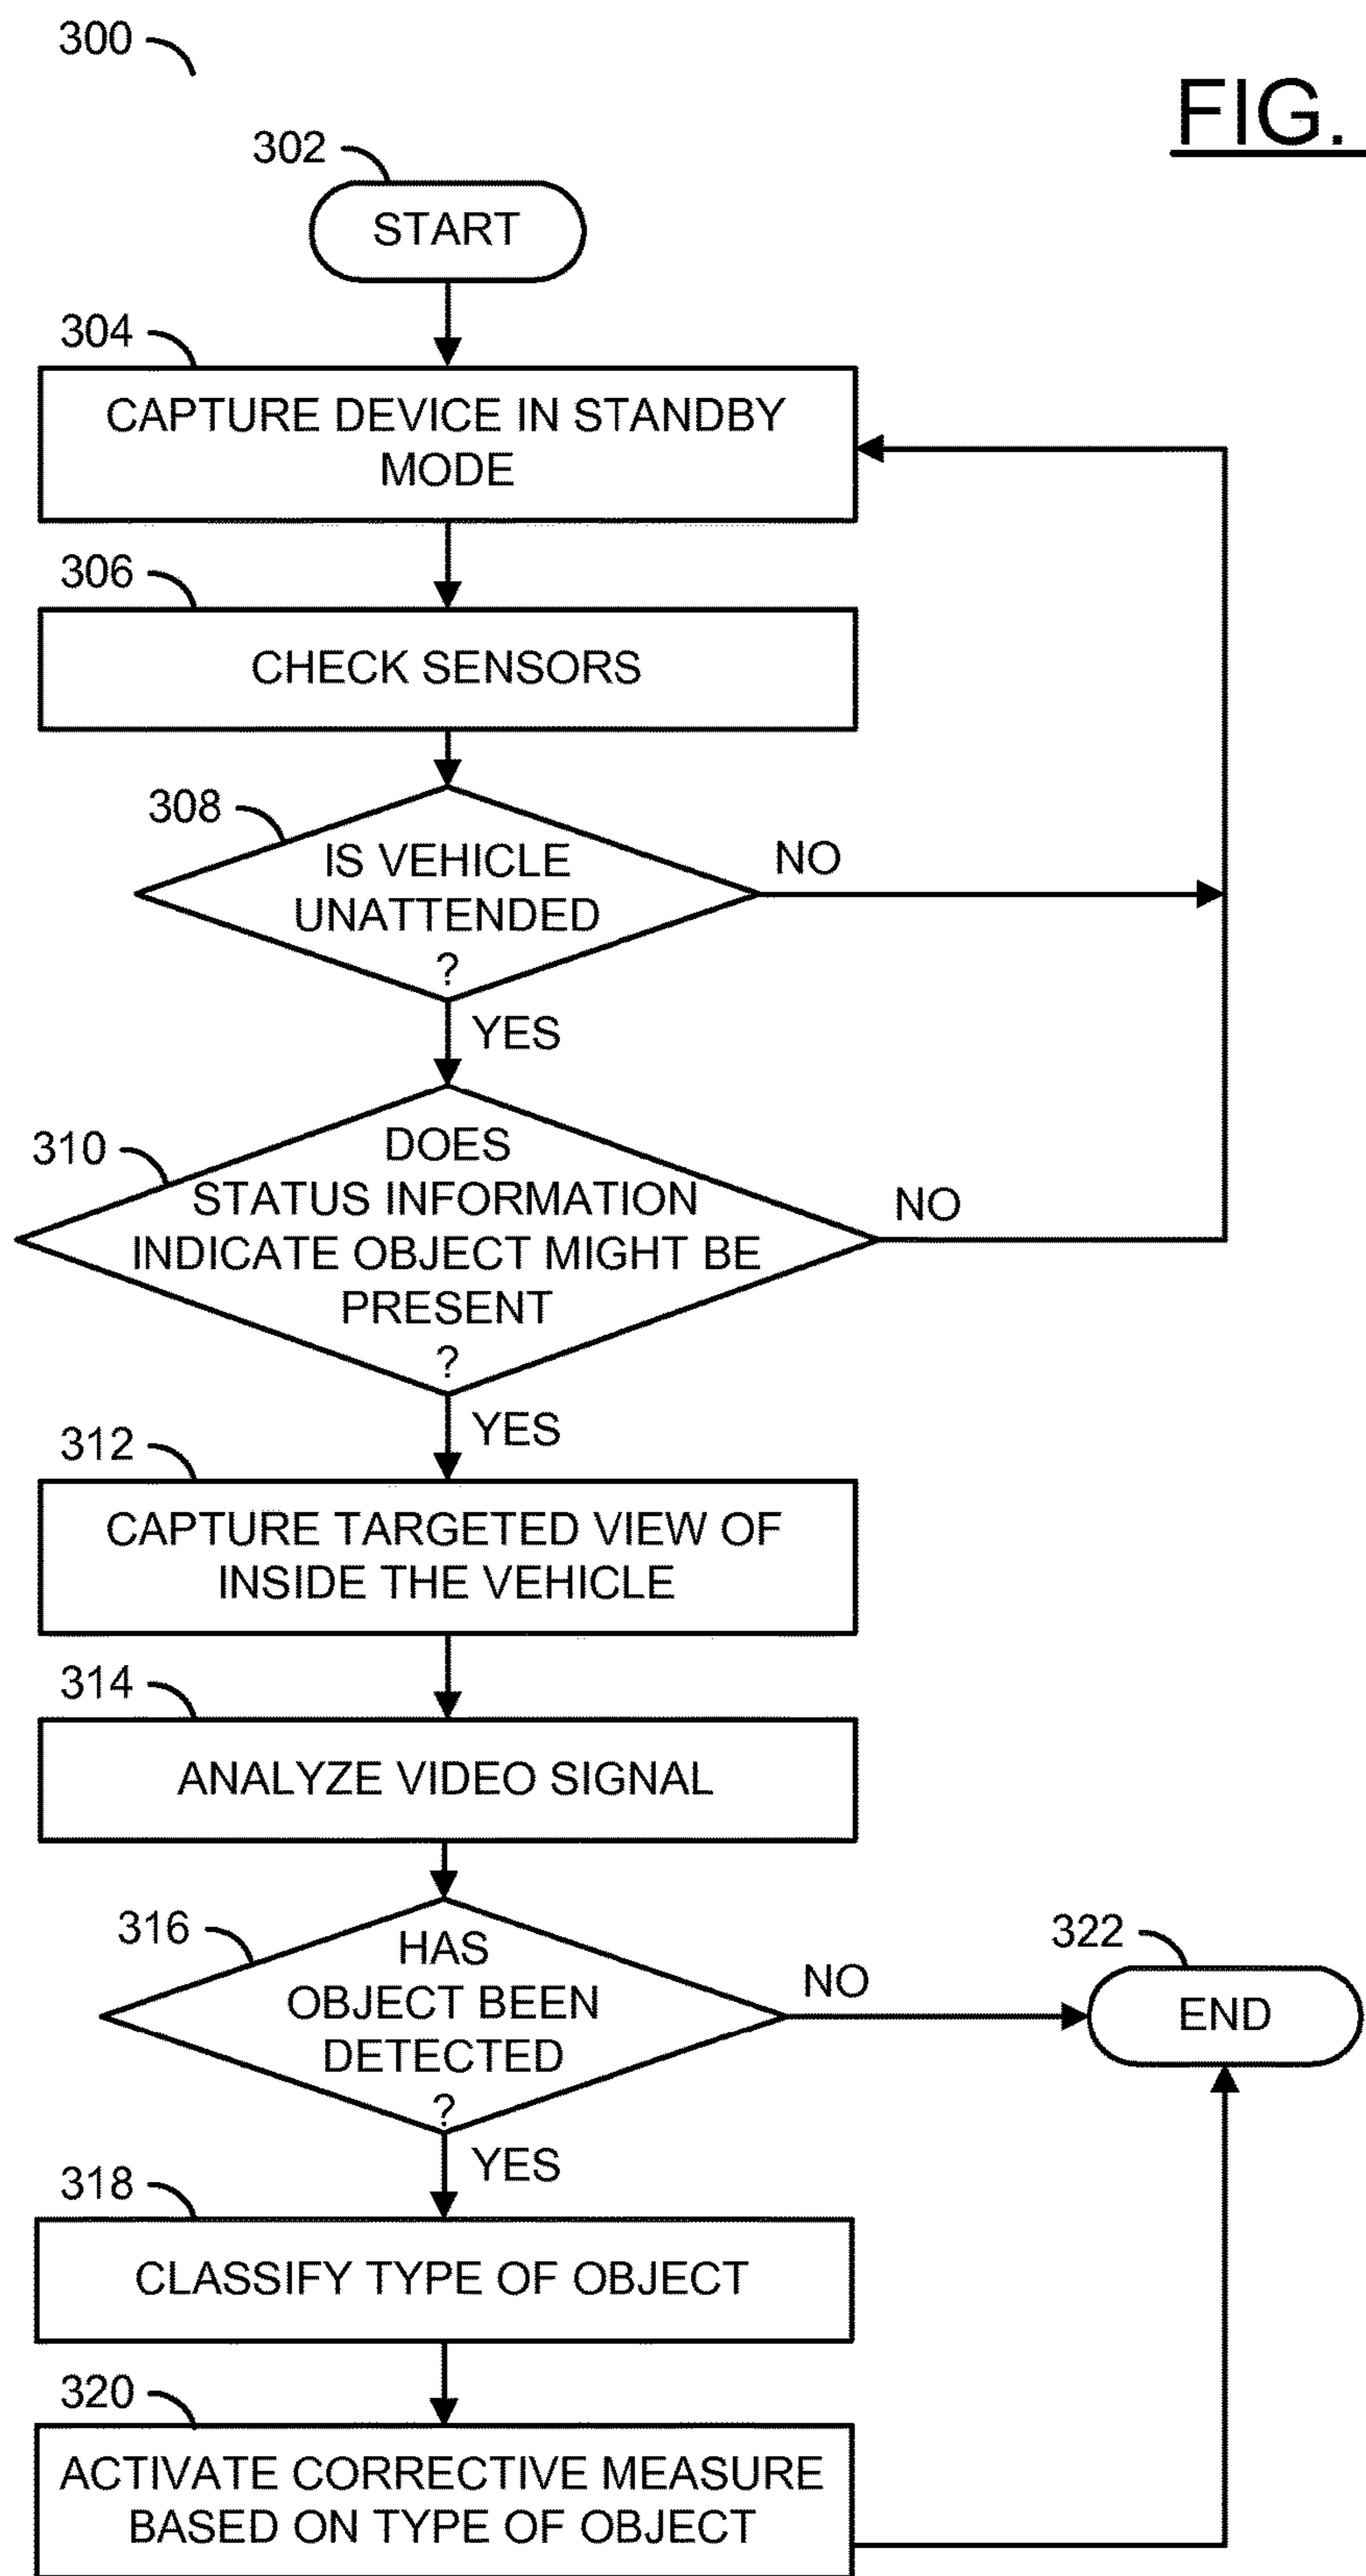 300
FIG.
302
START
304
CAPTURE DEVICE IN STANDBY
MODE
306
CHECK SENSORS
308
IS VEHICLE
UNATTENDED
?
NO
YES
310
DOES
STATUS INFORMATION
INDICATE OBJECT MIGHT BE
PRESENT
?
NO
YES
312
CAPTURE TARGETED VIEW OF
INSIDE THE VEHICLE
314
ANALYZE VIDEO SIGNAL
316
HAS
OBJECT BEEN
DETECTED
?
NO
322
END
YES
318
CLASSIFY TYPE OF OBJECT
320
ACTIVATE CORRECTIVE MEASURE
BASED ON TYPE OF OBJECT